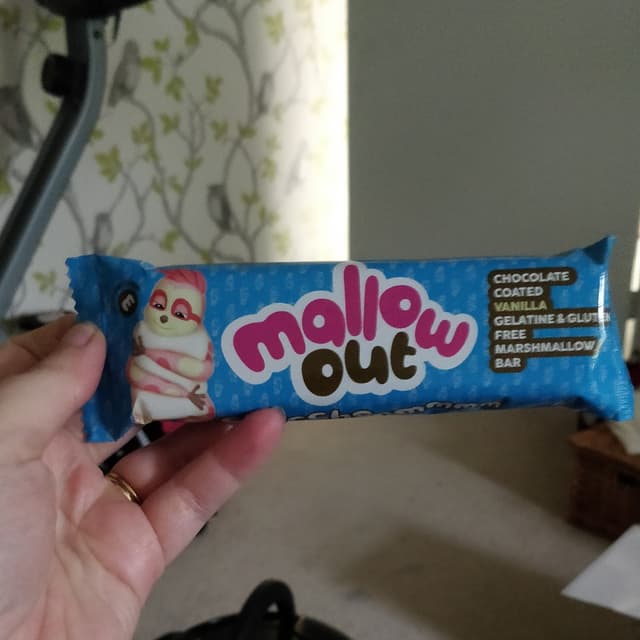 mallow
out
CHOCOLATE
COATED
VANILLA
GELATINE & GLUTEN
FREE
MARSHMALLOW
BAR